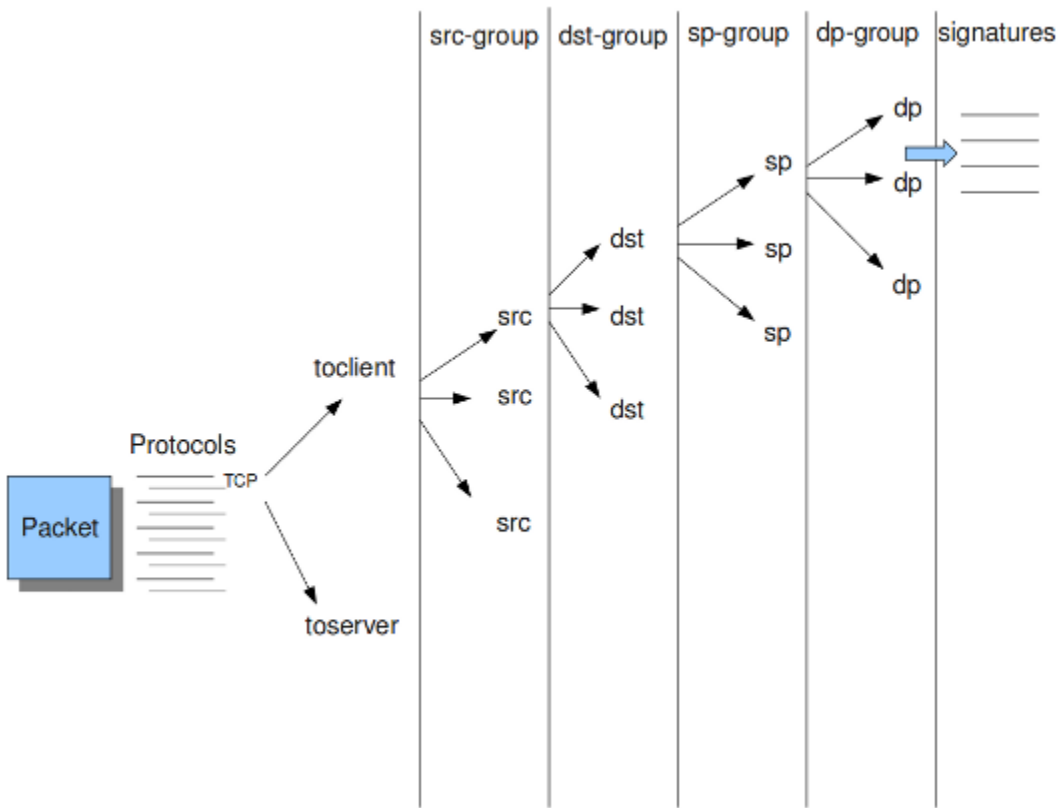 src-group
dst-group
sp-group
dp-group
signatures
dp
sp
dp
dst
sp
dp
src
dst
sp
toclient
src
dst
Protocols
TCP
Packet
src
toserver